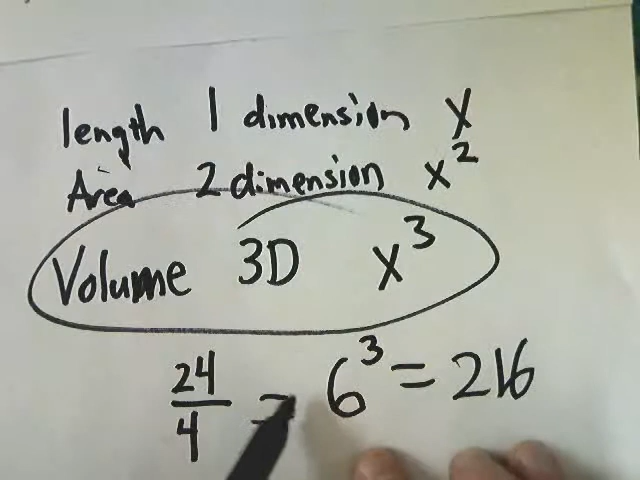 length 1 dimension X
Area 2 dimension x²
Volume 3D x³
24/4 = 6³ = 216